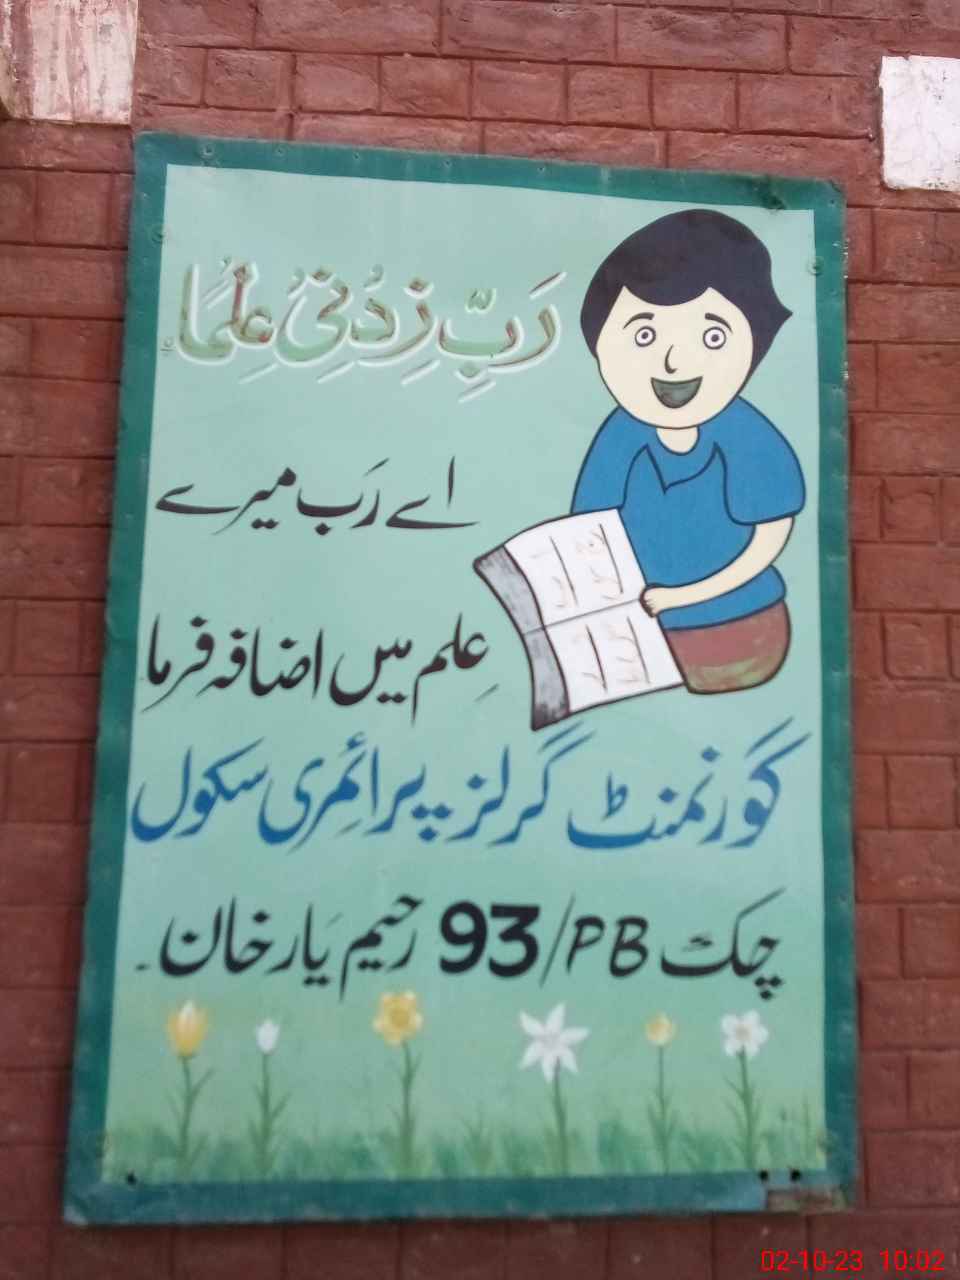 رَبِّ زِدْنِیْ عِلْمًا
اے رَب میرے
عِلم میں اضافہ فرما
گورنمنٹ گرلز پرائمری سکول
چک 93/PB رحیم یار خان۔
02-10-23 10:02